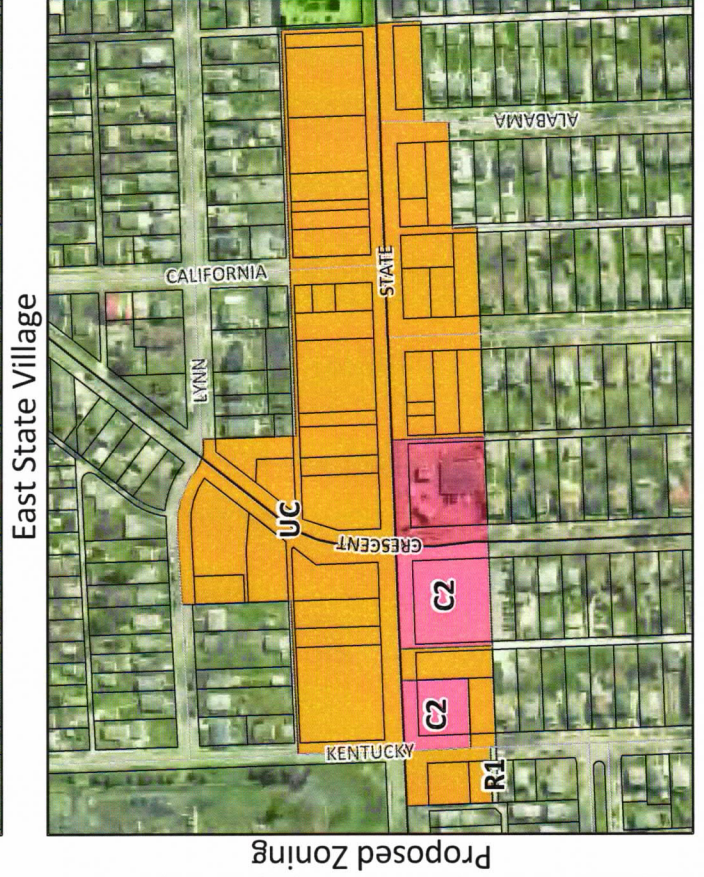 East State Village
Proposed Zoning
ALABAMA
CALIFORNIA
STATE
LYNN
UC
CRESCENT
C2
C2
KENTUCKY
R1